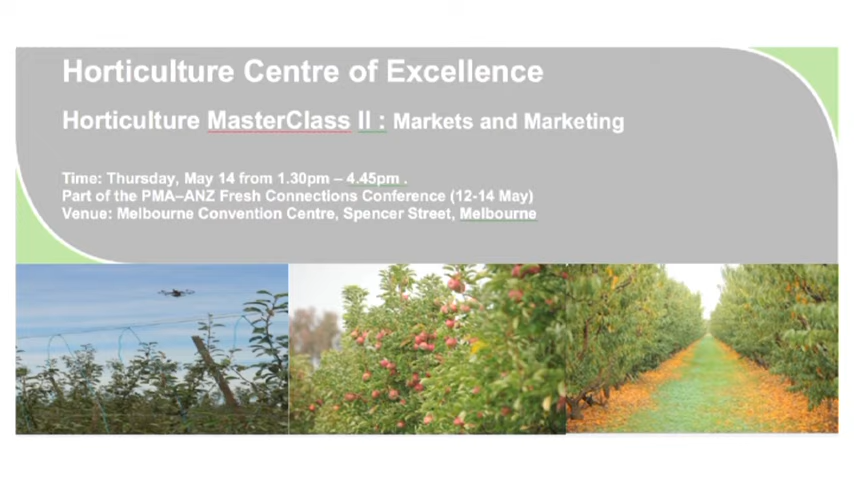 Horticulture Centre of Excellence
Horticulture MasterClass II : Markets and Marketing
Time: Thursday, May 14 from 1.30pm – 4.45pm .
Part of the PMA–ANZ Fresh Connections Conference (12-14 May)
Venue: Melbourne Convention Centre, Spencer Street, Melbourne